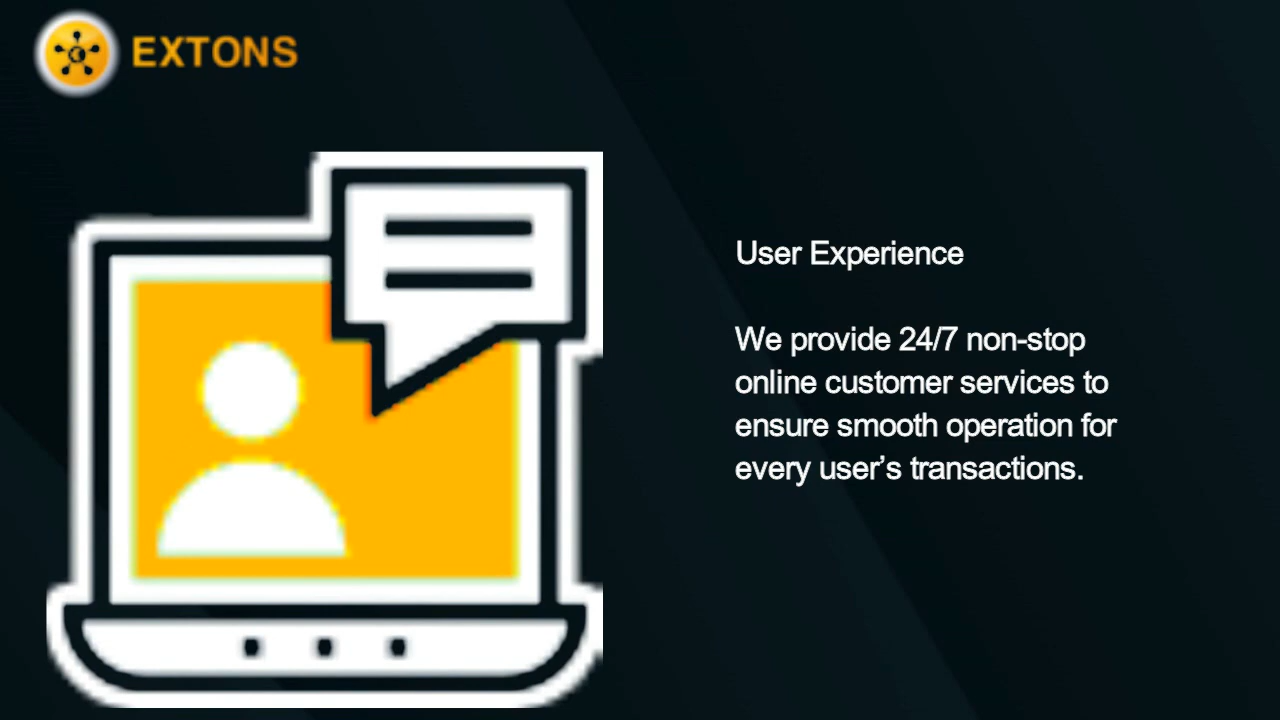 EXTONS
User Experience
We provide 24/7 non-stop
online customer services to
ensure smooth operation for
every user’s transactions.